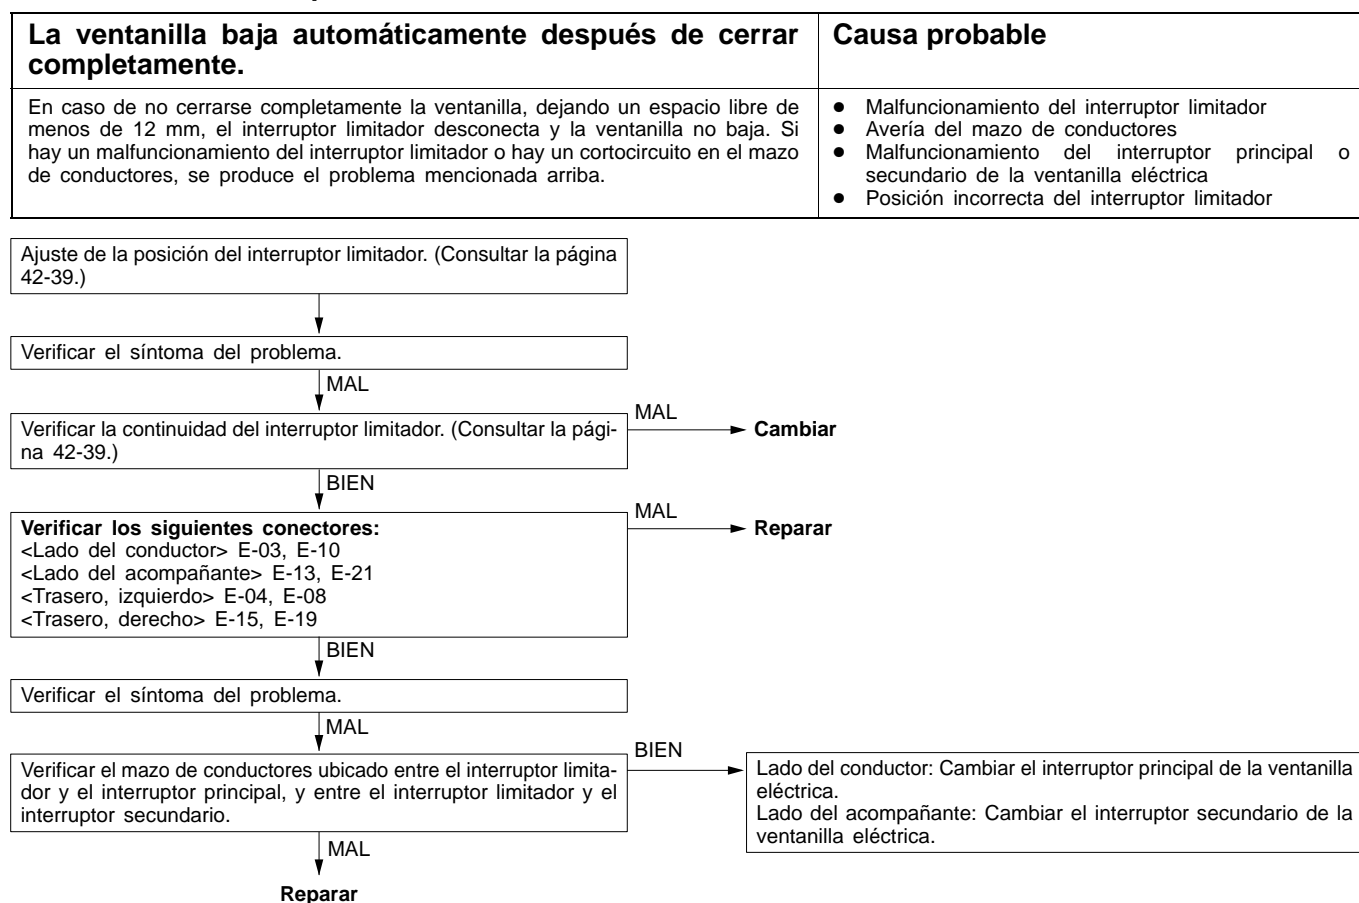 La ventanilla baja automáticamente después de cerrar
completamente.
Causa probable
En caso de no cerrarse completamente la ventanilla, dejando un espacio libre de
menos de 12 mm, el interruptor limitador desconecta y la ventanilla no baja. Si
hay un malfuncionamiento del interruptor limitador o hay un cortocircuito en el mazo
de conductores, se produce el problema mencionada arriba.
● Malfuncionamiento del interruptor limitador
● Avería del mazo de conductores
● Malfuncionamiento del interruptor principal o
secundario de la ventanilla eléctrica
● Posición incorrecta del interruptor limitador
Ajuste de la posición del interruptor limitador. (Consultar la página
42-39.)
Verificar el síntoma del problema.
MAL
Verificar la continuidad del interruptor limitador. (Consultar la pági-
na 42-39.)
MAL
Cambiar
BIEN
Verificar los siguientes conectores:
<Lado del conductor> E-03, E-10
<Lado del acompañante> E-13, E-21
<Trasero, izquierdo> E-04, E-08
<Trasero, derecho> E-15, E-19
MAL
Reparar
BIEN
Verificar el síntoma del problema.
MAL
Verificar el mazo de conductores ubicado entre el interruptor limita-
dor y el interruptor principal, y entre el interruptor limitador y el
interruptor secundario.
BIEN
Lado del conductor: Cambiar el interruptor principal de la ventanilla
eléctrica.
Lado del acompañante: Cambiar el interruptor secundario de la
ventanilla eléctrica.
MAL
Reparar